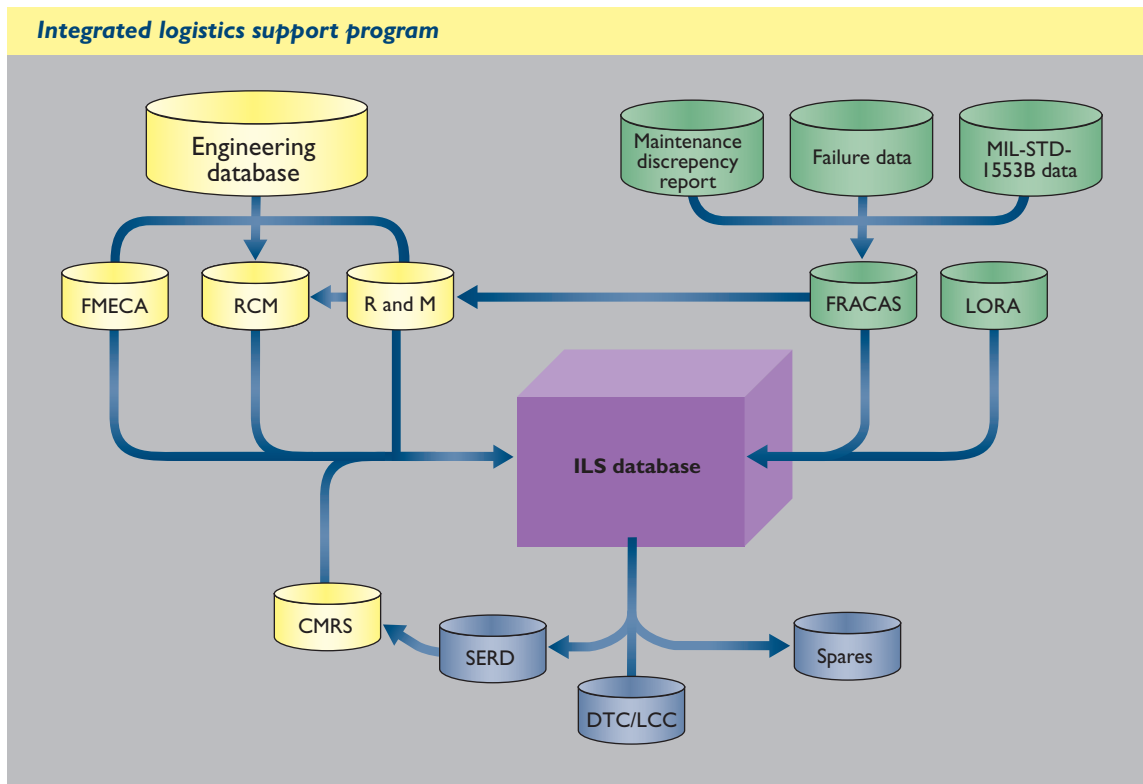 Integrated logistics support program
Engineering
database
Maintenance
discrepency
report
Failure data
MIL-STD-
1553B data
FMECA
RCM
R and M
FRACAS
LORA
ILS database
CMRS
SERD
Spares
DTC/LCC